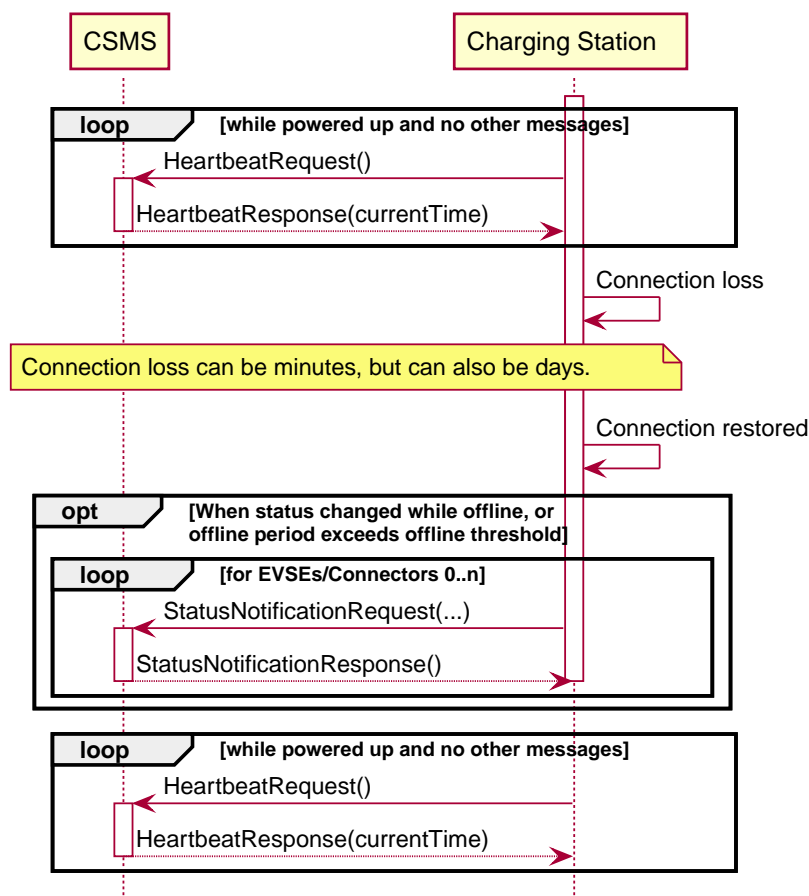 CSMS
Charging Station
loop
[while powered up and no other messages]
HeartbeatRequest()
HeartbeatResponse(currentTime)
Connection loss
Connection loss can be minutes, but can also be days.
Connection restored
opt
[When status changed while offline, or
offline period exceeds offline threshold]
loop
[for EVSEs/Connectors 0..n]
StatusNotificationRequest(...)
StatusNotificationResponse()
loop
[while powered up and no other messages]
HeartbeatRequest()
HeartbeatResponse(currentTime)